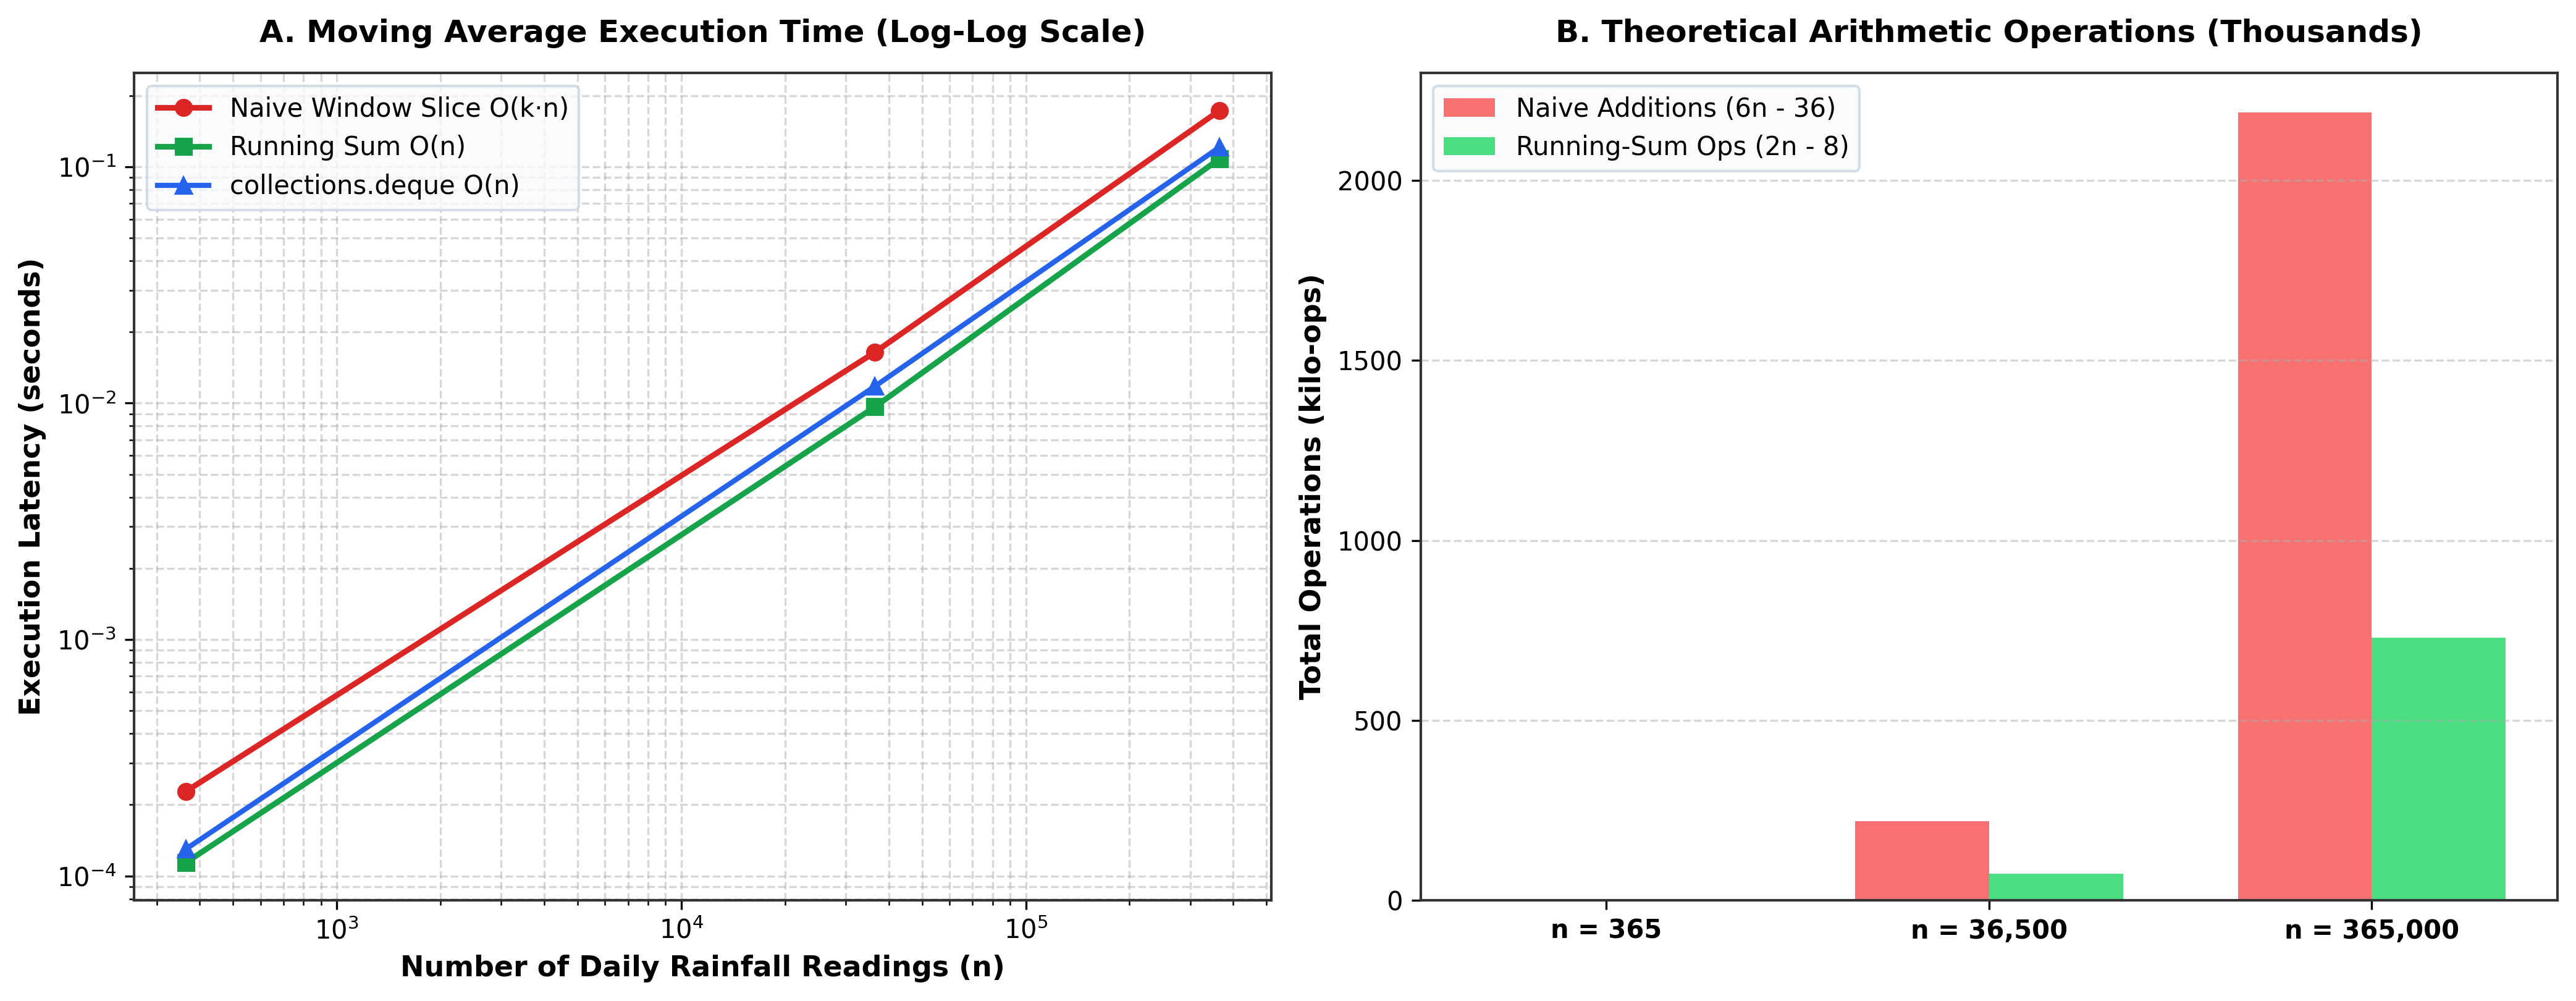 A. Moving Average Execution Time (Log-Log Scale)
Naive Window Slice O(k·n)
Running Sum O(n)
collections.deque O(n)
Execution Latency (seconds)
10⁻¹
10⁻²
10⁻³
10⁻⁴
10³
10⁴
10⁵
Number of Daily Rainfall Readings (n)
B. Theoretical Arithmetic Operations (Thousands)
Naive Additions (6n - 36)
Running-Sum Ops (2n - 8)
Total Operations (kilo-ops)
2000
1500
1000
500
0
n = 365
n = 36,500
n = 365,000